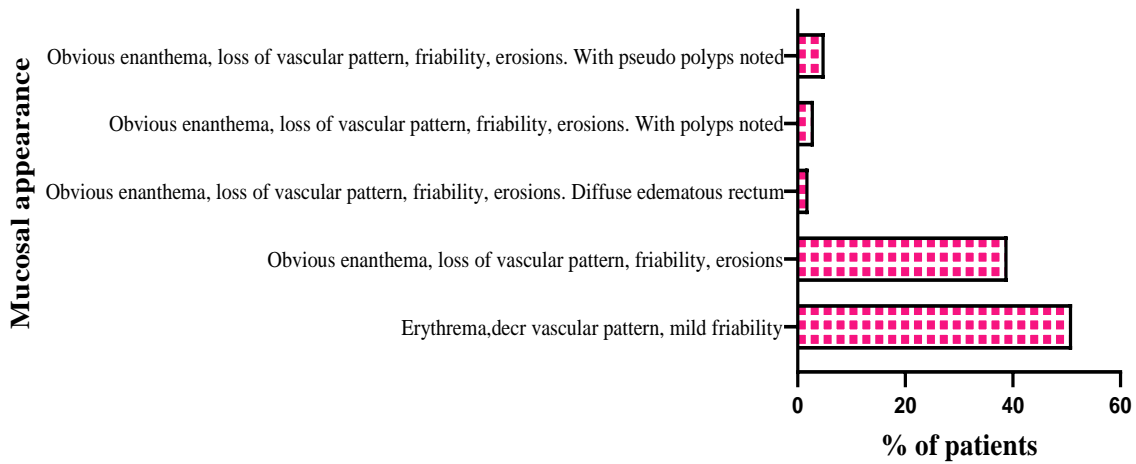 Mucosal appearance
Obvious enanthema, loss of vascular pattern, friability, erosions. With pseudo polyps noted
Obvious enanthema, loss of vascular pattern, friability, erosions. With polyps noted
Obvious enanthema, loss of vascular pattern, friability, erosions. Diffuse edematous rectum
Obvious enanthema, loss of vascular pattern, friability, erosions
Erythrema,decr vascular pattern, mild friability
0 20 40 60
% of patients